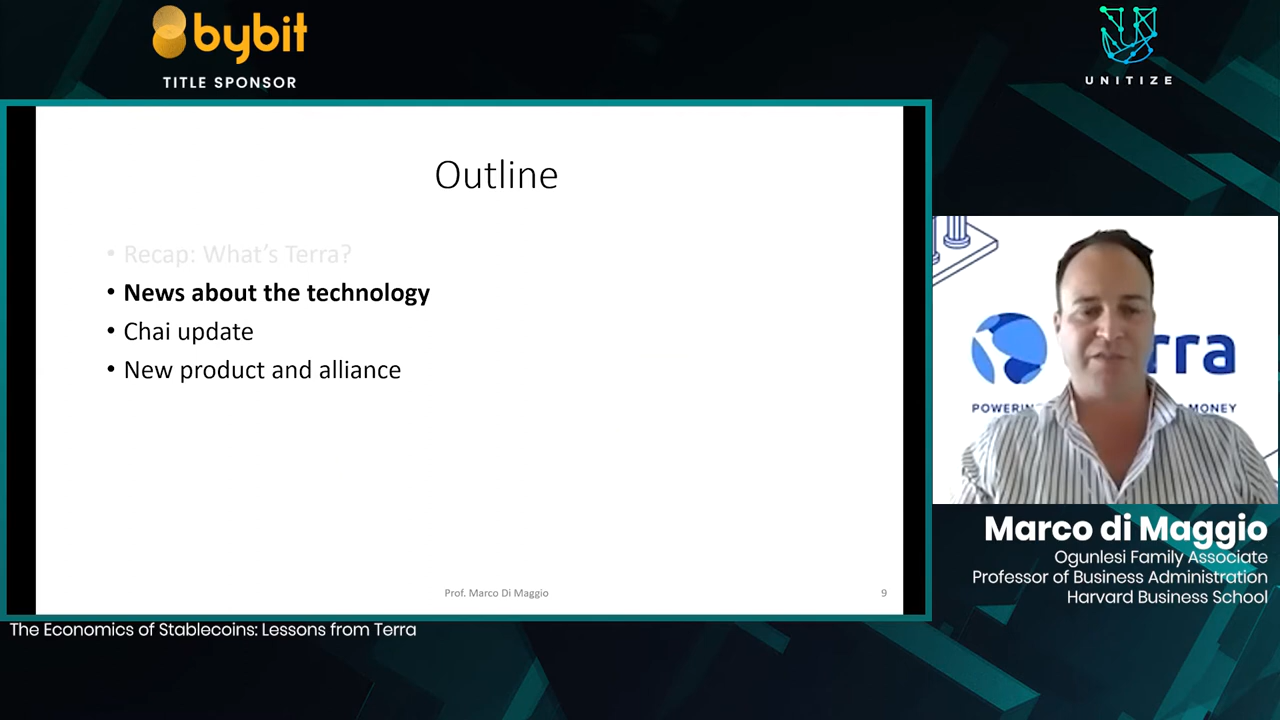 bybit
TITLE SPONSOR
UNITIZE
Outline
• Recap: What's Terra?
• News about the technology
• Chai update
• New product and alliance
Prof. Marco Di Maggio
9
rra
MONEY
Marco di Maggio
Ogunlesi Family Associate
Professor of Business Administration
Harvard Business School
The Economics of Stablecoins: Lessons from Terra